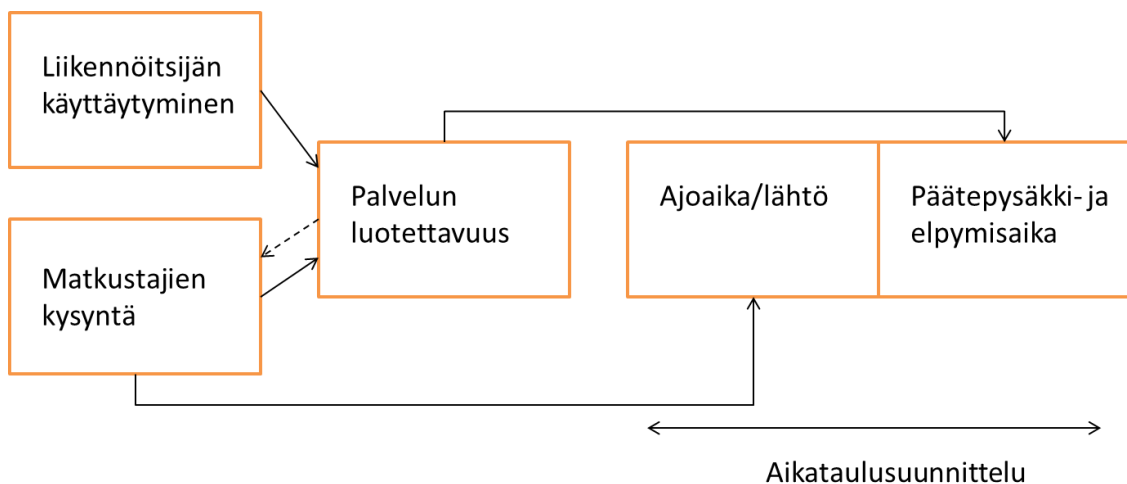 Liikennöitsijän
käyttäytyminen
Palvelun
luotettavuus
Ajoaika/lähtö
Päätepysäkki- ja
elpymisaika
Matkustajien
kysyntä
Aikataulusuunnittelu